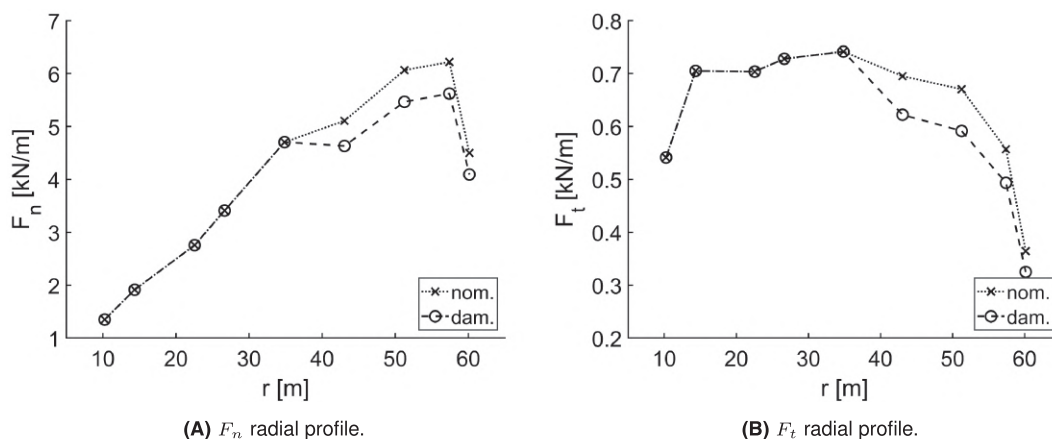 7
6
5
4
3
2
1
F_n [kN/m]
nom.
dam.
10 20 30 40 50 60
r [m]
(A) F_n radial profile.
0.8
0.7
0.6
0.5
0.4
0.3
0.2
F_t [kN/m]
nom.
dam.
10 20 30 40 50 60
r [m]
(B) F_t radial profile.